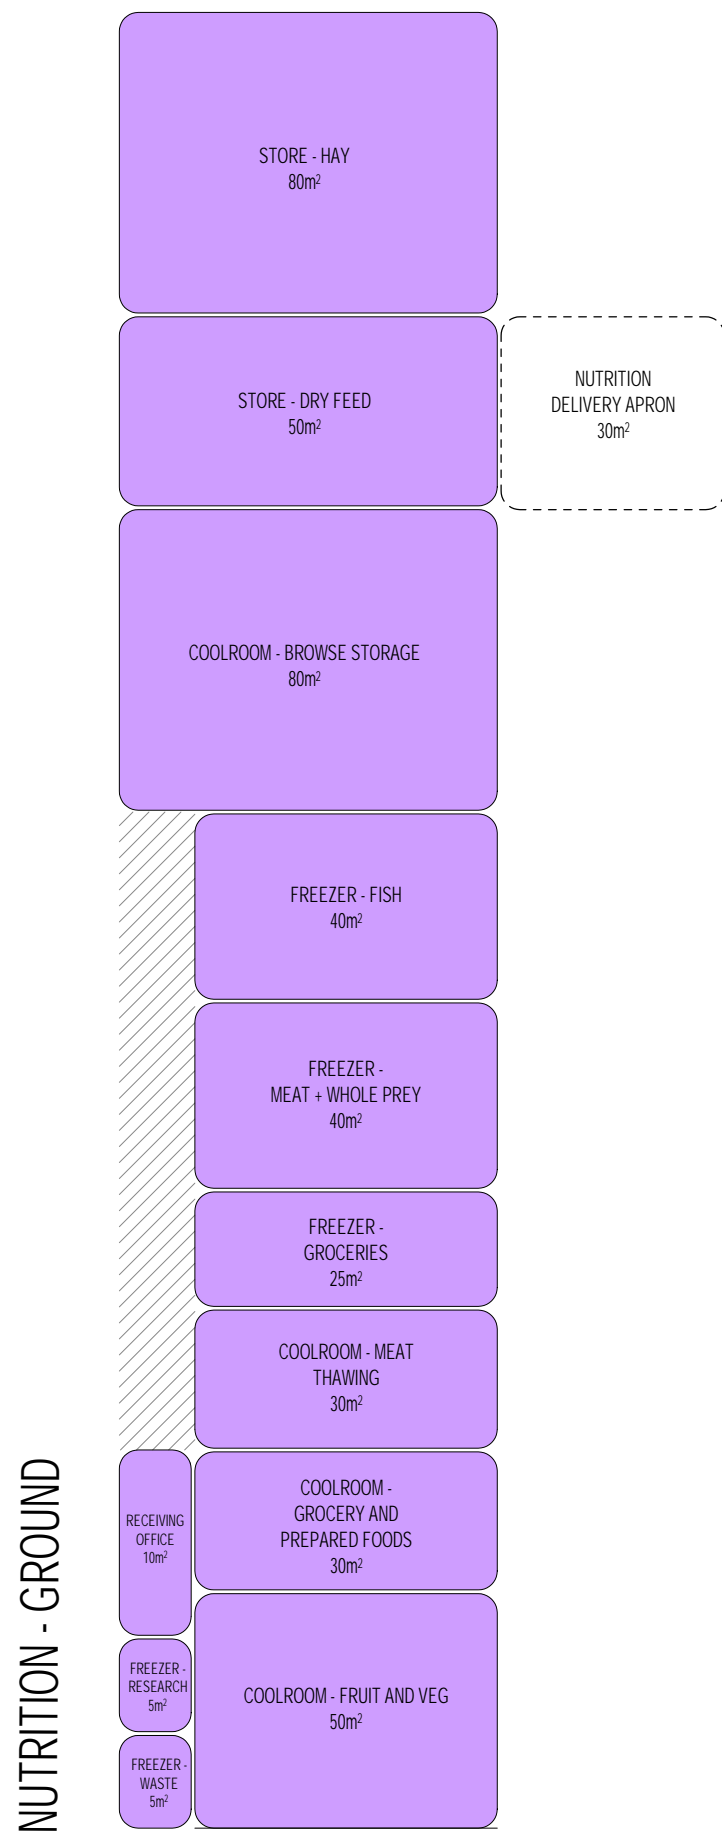 STORE - HAY
80m²
STORE - DRY FEED
50m²
NUTRITION
DELIVERY APRON
30m²
COOLROOM - BROWSE STORAGE
80m²
FREEZER - FISH
40m²
FREEZER -
MEAT + WHOLE PREY
40m²
FREEZER -
GROCERIES
25m²
COOLROOM - MEAT
THAWING
30m²
COOLROOM -
GROCERY AND
PREPARED FOODS
30m²
RECEIVING
OFFICE
10m²
FREEZER -
RESEARCH
5m²
COOLROOM - FRUIT AND VEG
50m²
FREEZER -
WASTE
5m²
NUTRITION - GROUND